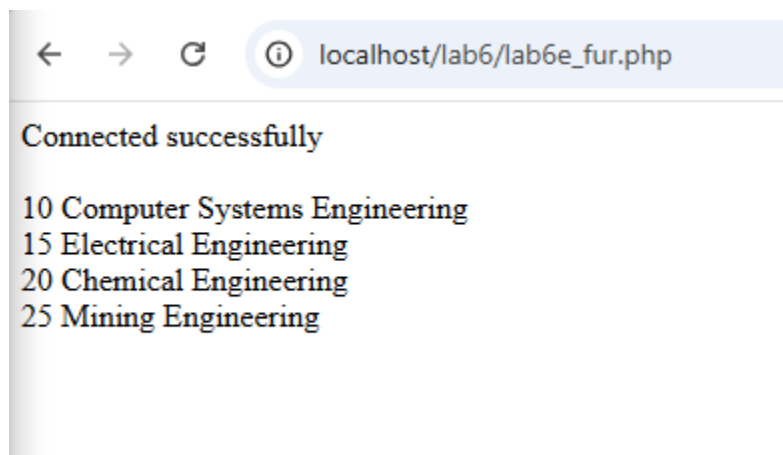 localhost/lab6/lab6e_fur.php
Connected successfully
10 Computer Systems Engineering
15 Electrical Engineering
20 Chemical Engineering
25 Mining Engineering